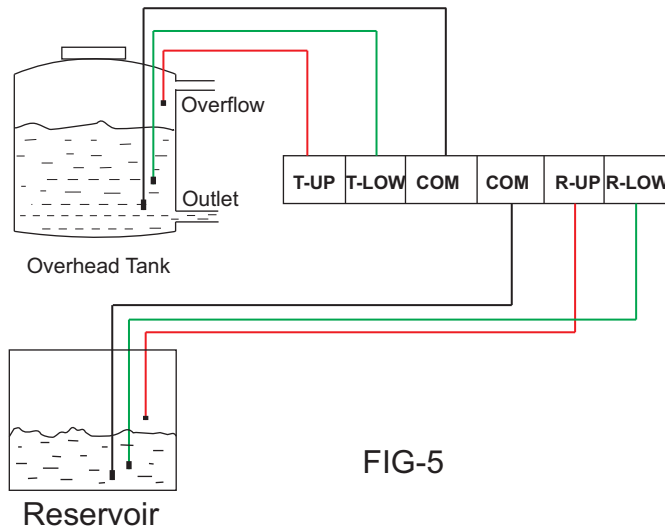 Overflow
T-UP T-LOW COM COM R-UP R-LOW
Outlet
Overhead Tank
FIG-5
Reservoir